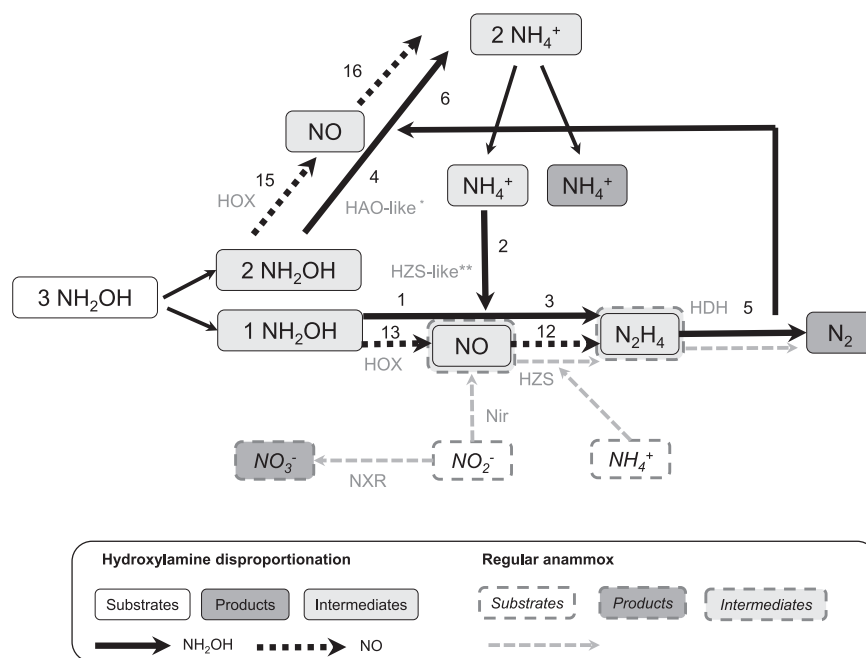 2 NH₄⁺
16
6
NO
15
4
NH₄⁺
NH₄⁺
HOX
HAO-like *
2 NH₂OH
HZS-like**
2
3 NH₂OH
1
3
HDH
5
1 NH₂OH
13
NO
12
N₂H₄
N₂
HOX
HZS
Nir
NO₃⁻
NO₂⁻
NH₄⁺
NXR
Hydroxylamine disproportionation
Regular anammox
Substrates
Products
Intermediates
Substrates
Products
Intermediates
NH₂OH
NO